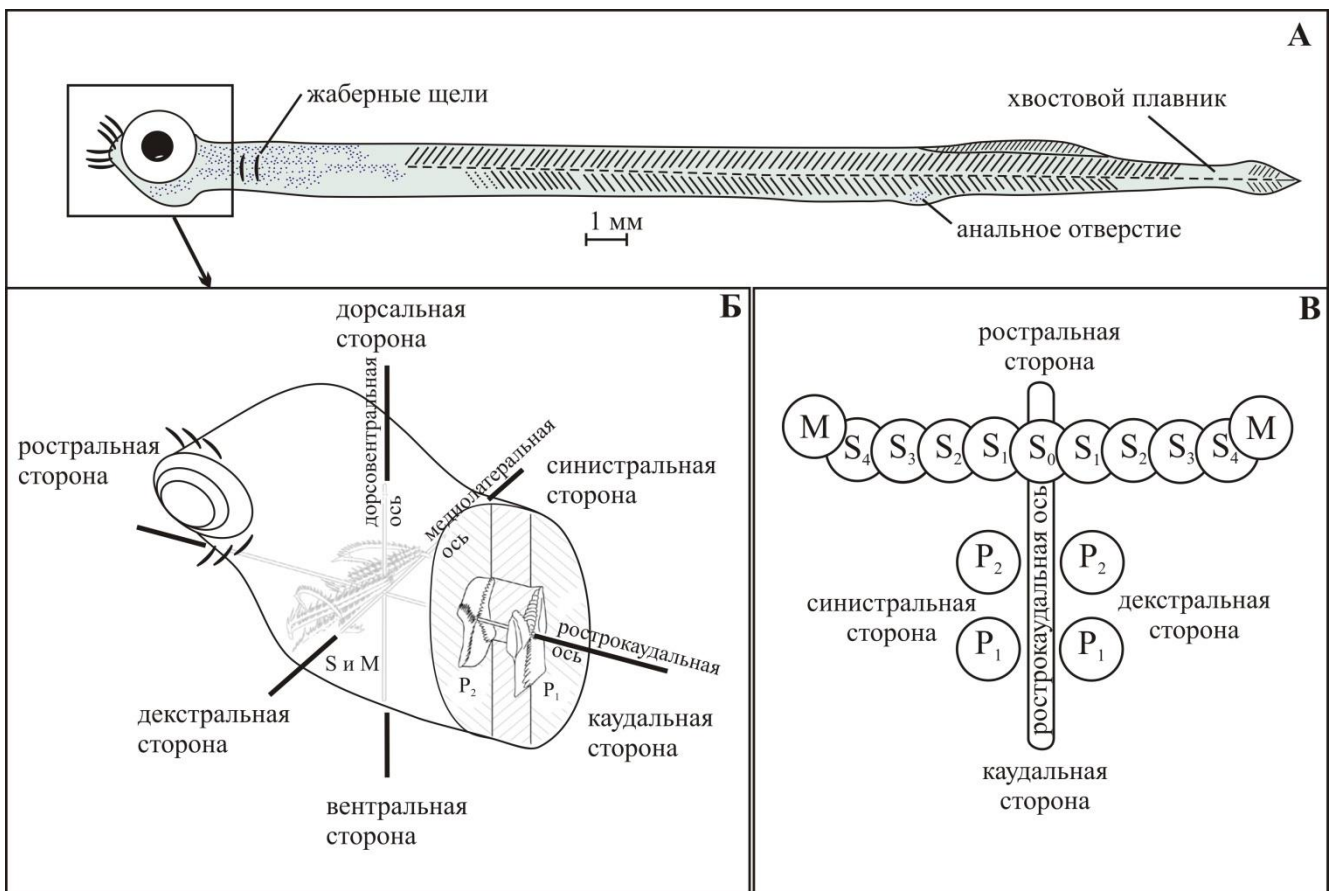 А
жаберные щели
хвостовой плавник
1 мм
анальное отверстие
Б
дорсальная
сторона
дорсовентральная
ось
ростральная
сторона
медиолатеральная
ось
синистральная
сторона
S и M
P2
P1
рострокаудальная
ось
декстральная
сторона
каудальная
сторона
вентральная
сторона
В
ростральная
сторона
M S4 S3 S2 S1 S0 S1 S2 S3 S4 M
рострокаудальная ось
P2 P2
синистральная
сторона
декстральная
сторона
P1 P1
каудальная
сторона